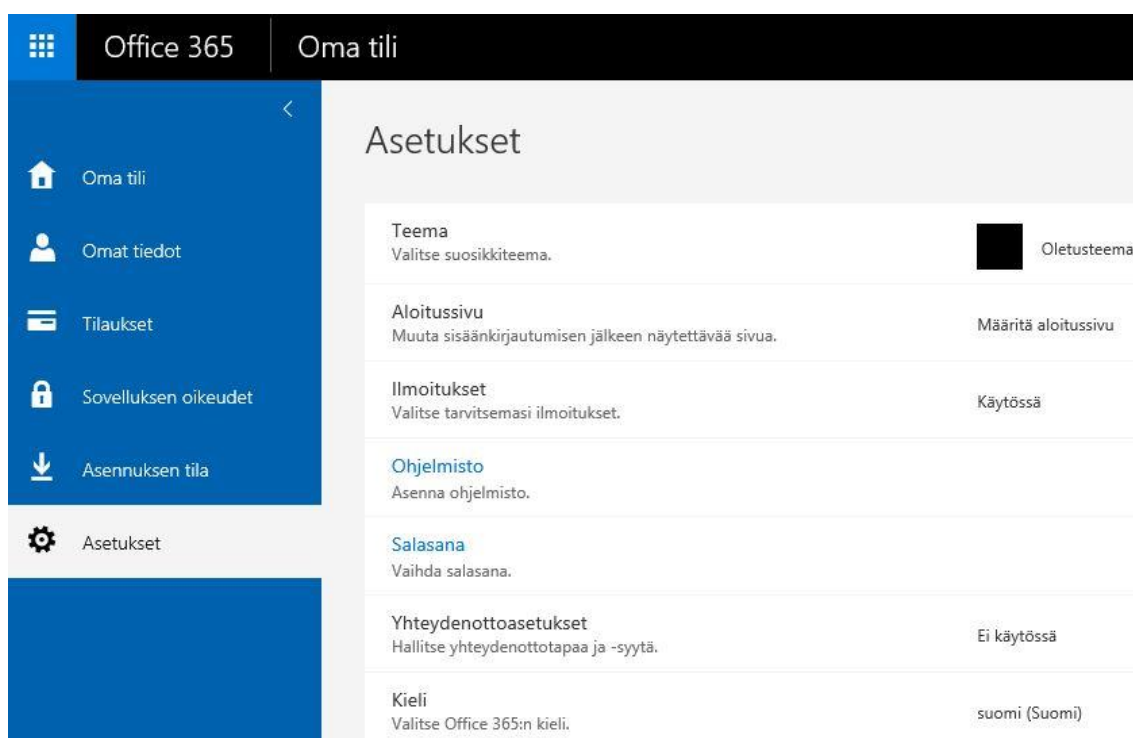 Office 365
Oma tili
Oma tili
Omat tiedot
Tilaukset
Sovelluksen oikeudet
Asennuksen tila
Asetukset
Asetukset
Teema
Valitse suosikkiteema.
Oletusteema
Aloitussivu
Muuta sisäänkirjautumisen jälkeen näytettävää sivua.
Määritä aloitussivu
Ilmoitukset
Valitse tarvitsemasi ilmoitukset.
Käytössä
Ohjelmisto
Asenna ohjelmisto.
Salasana
Vaihda salasana.
Yhteydenottoasetukset
Hallitse yhteydenottotapaa ja -syytä.
Ei käytössä
Kieli
Valitse Office 365:n kieli.
suomi (Suomi)